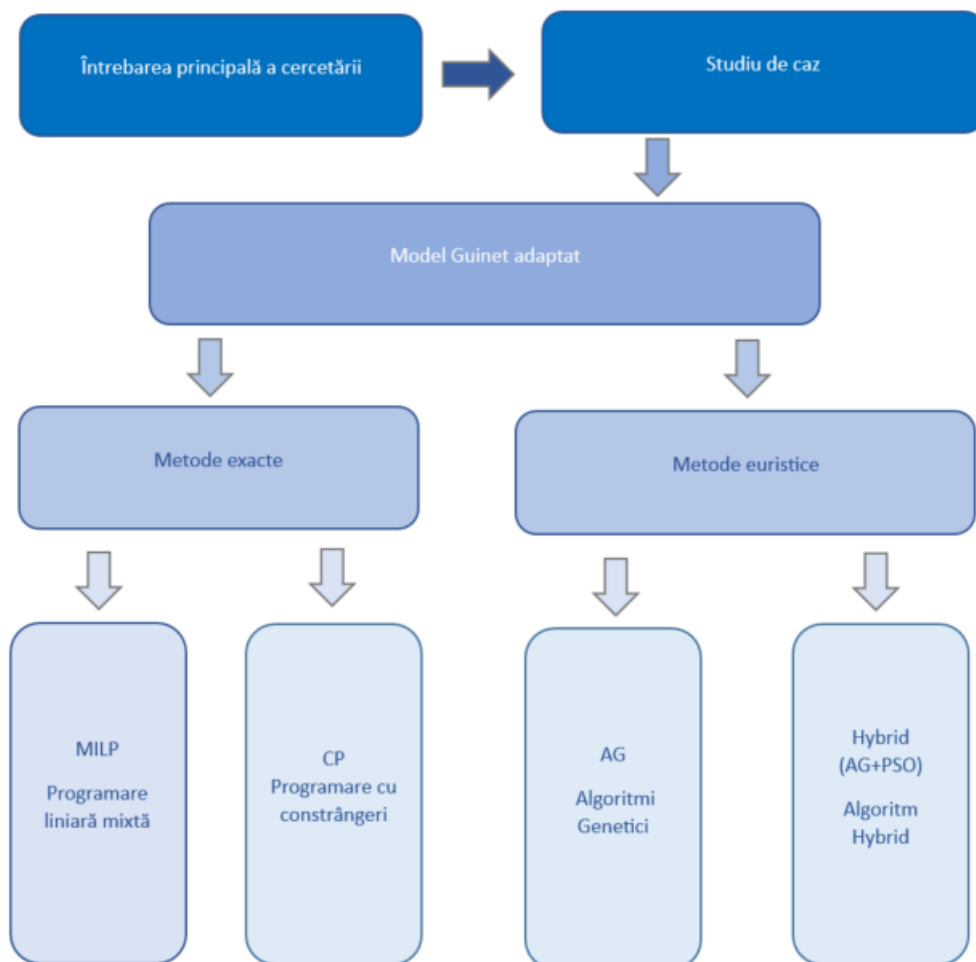 Întrebarea principală a cercetării
Studiu de caz
Model Guinet adaptat
Metode exacte
Metode euristice
MILP
Programare
liniară mixtă
CP
Programare cu
constrângeri
AG
Algoritmi
Genetici
Hybrid
(AG+PSO)
Algoritm
Hybrid